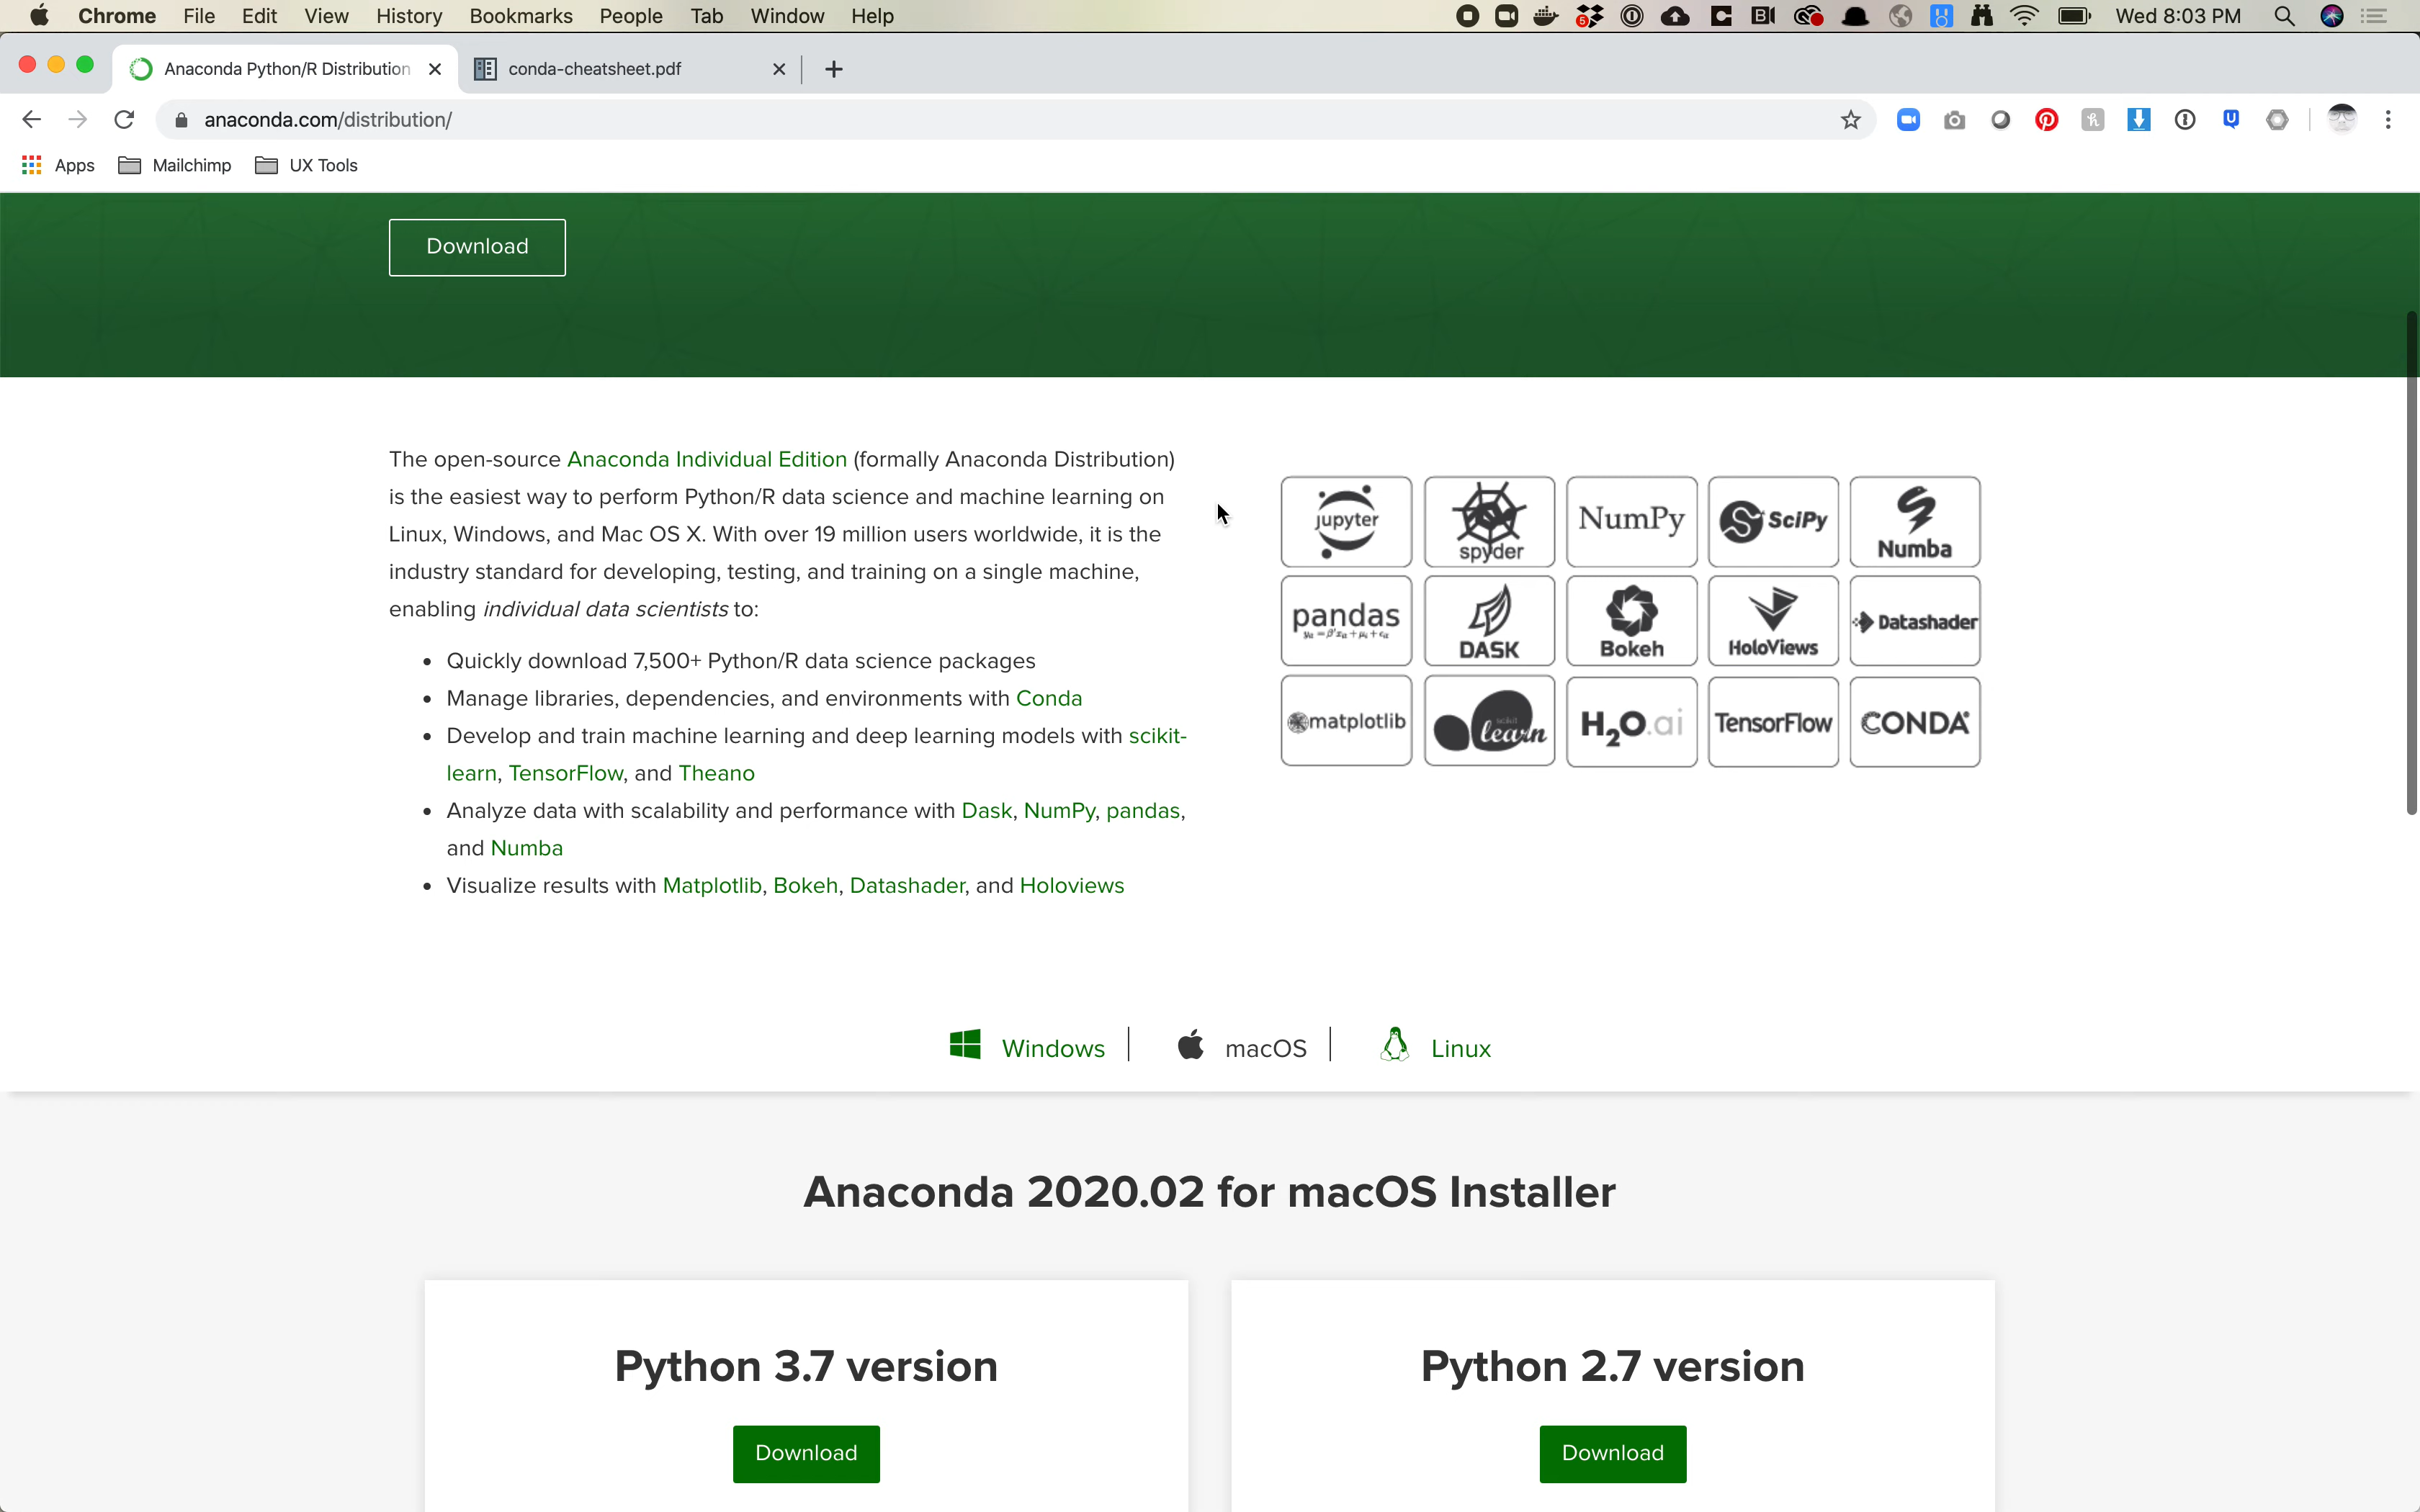 Chrome File Edit View History Bookmarks People Tab Window Help
5
Wed 8:03 PM
Anaconda Python/R Distribution
conda-cheatsheet.pdf
anaconda.com/distribution/
Apps Mailchimp UX Tools
Download
The open-source Anaconda Individual Edition (formally Anaconda Distribution)
is the easiest way to perform Python/R data science and machine learning on
Linux, Windows, and Mac OS X. With over 19 million users worldwide, it is the
industry standard for developing, testing, and training on a single machine,
enabling individual data scientists to:
• Quickly download 7,500+ Python/R data science packages
• Manage libraries, dependencies, and environments with Conda
• Develop and train machine learning and deep learning models with scikit-
learn, TensorFlow, and Theano
• Analyze data with scalability and performance with Dask, NumPy, pandas,
and Numba
• Visualize results with Matplotlib, Bokeh, Datashader, and Holoviews
jupyter spyder NumPy SciPy Numba
pandas DASK Bokeh HoloViews Datashader
matplotlib scikit learn H2O.ai TensorFlow CONDA
Windows macOS Linux
Anaconda 2020.02 for macOS Installer
Python 3.7 version
Download
Python 2.7 version
Download